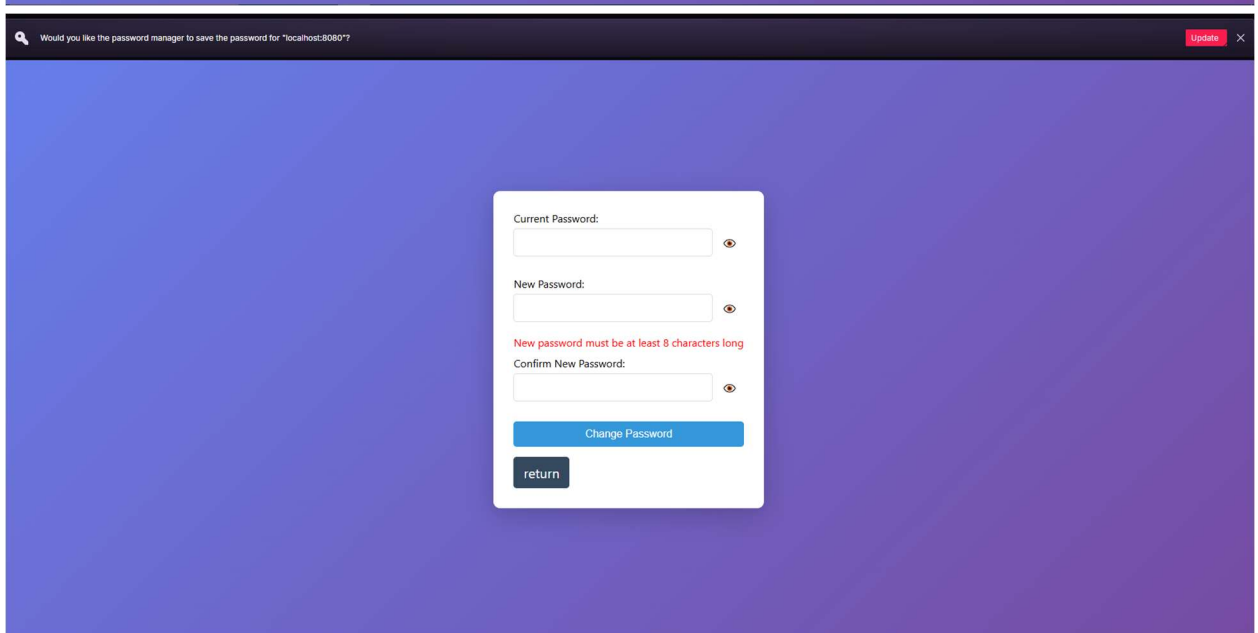 Would you like the password manager to save the password for "localhost:8080"?
Update
Current Password:
New Password:
New password must be at least 8 characters long
Confirm New Password:
Change Password
return